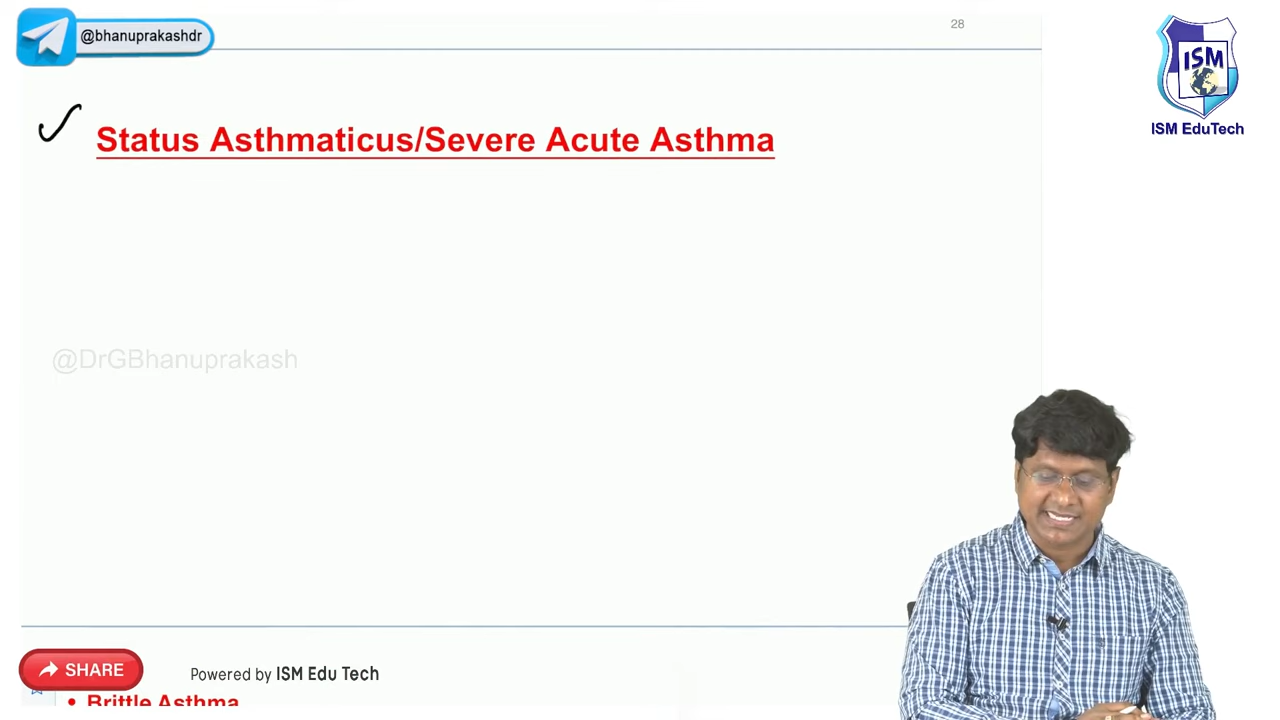 @bhanuprakashdr
28
ISM
ISM EduTech
Status Asthmaticus/Severe Acute Asthma
@DrGBhanuprakash
SHARE
Powered by ISM Edu Tech
• Brittle Asthma